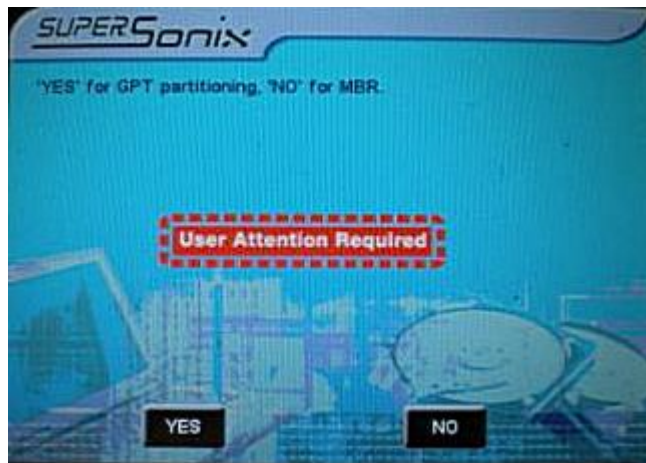 SUPERSonix
"YES" for GPT partitioning, "NO" for MBR.
User Attention Required
YES
NO